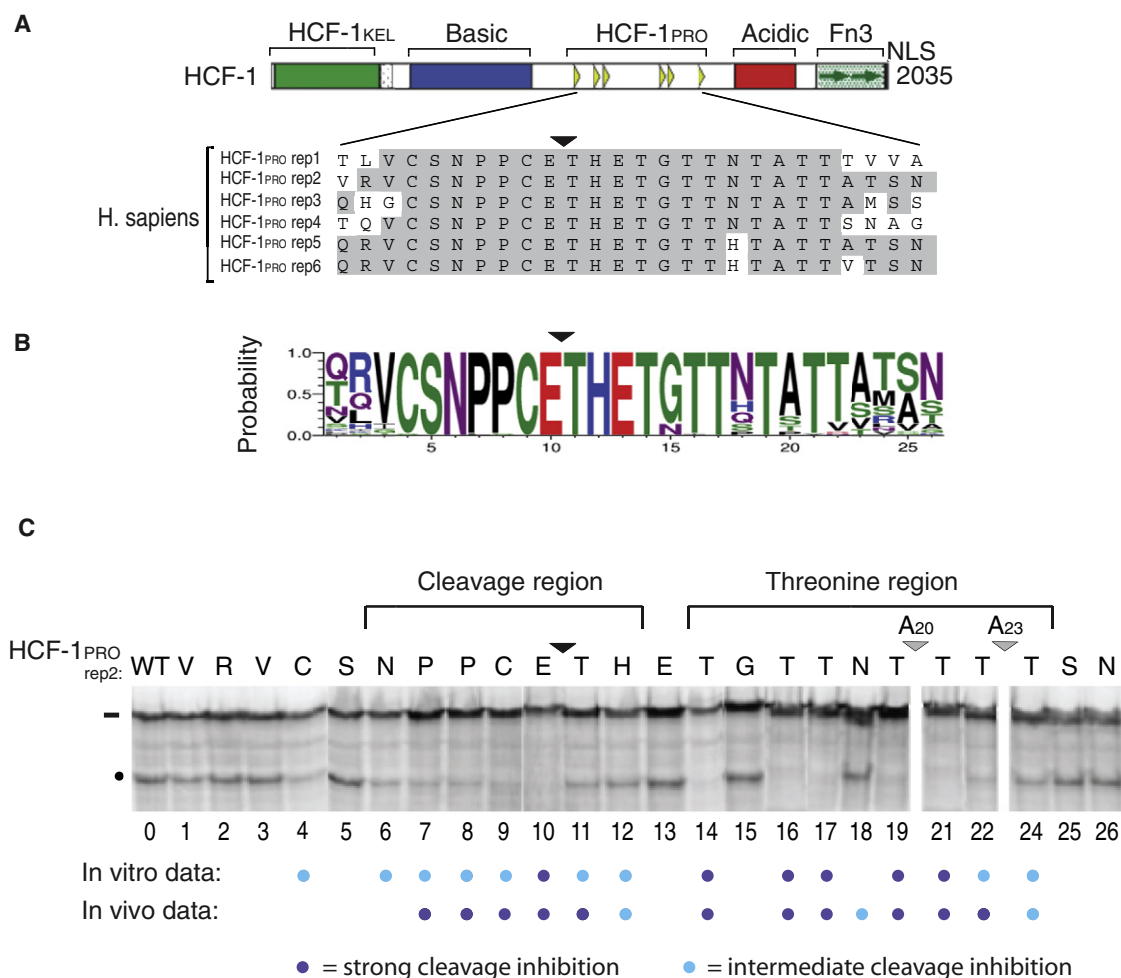 A
HCF-1KEL Basic HCF-1PRO Acidic Fn3
NLS
HCF-1 2035
H. sapiens
HCF-1PRO rep1 T L V C S N P P C E T H E T G T T N T A T T T V V A
HCF-1PRO rep2 V R V C S N P P C E T H E T G T T N T A T T A T S N
HCF-1PRO rep3 Q H G C S N P P C E T H E T G T T N T A T T A M S S
HCF-1PRO rep4 T Q V C S N P P C E T H E T G T T N T A T T S N A G
HCF-1PRO rep5 Q R V C S N P P C E T H E T G T T H T A T T A T S N
HCF-1PRO rep6 Q R V C S N P P C E T H E T G T T H T A T T V T S N
B
Probability
1.0
0.5
0.0
QRVCSNPPCETHETGTTNTATTATSN
5 10 15 20 25
C
Cleavage region Threonine region
A20 A23
HCF-1PRO
rep2:
WT V R V C S N P P C E T H E T G T T N T T T T S N
0 1 2 3 4 5 6 7 8 9 10 11 12 13 14 15 16 17 18 19 21 22 24 25 26
In vitro data:
In vivo data:
= strong cleavage inhibition = intermediate cleavage inhibition